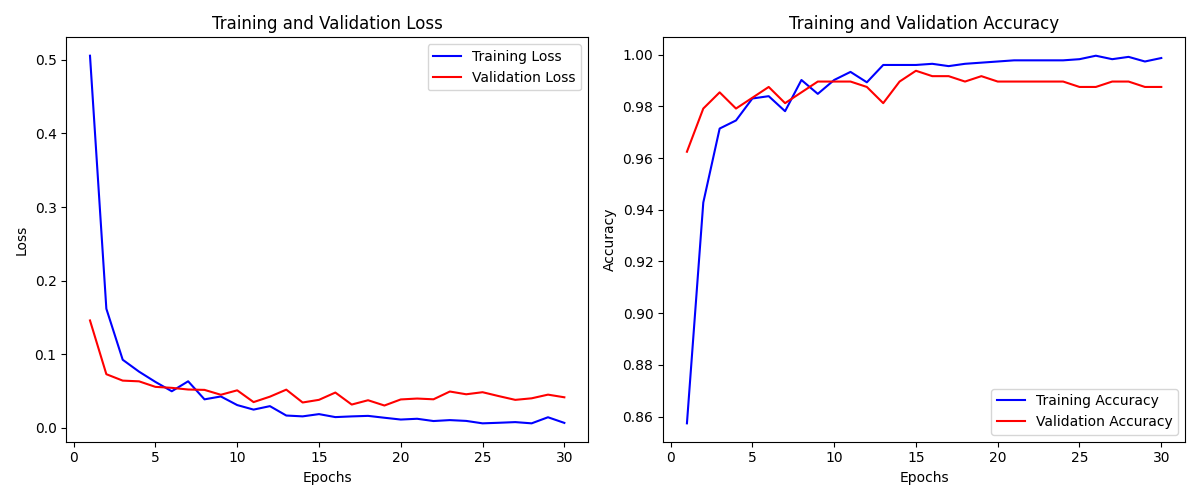 Training and Validation Loss
Training Loss
Validation Loss
0.5
0.4
0.3
0.2
0.1
0.0
Loss
0 5 10 15 20 25 30
Epochs
Training and Validation Accuracy
1.00
0.98
0.96
0.94
0.92
0.90
0.88
0.86
Accuracy
Training Accuracy
Validation Accuracy
0 5 10 15 20 25 30
Epochs